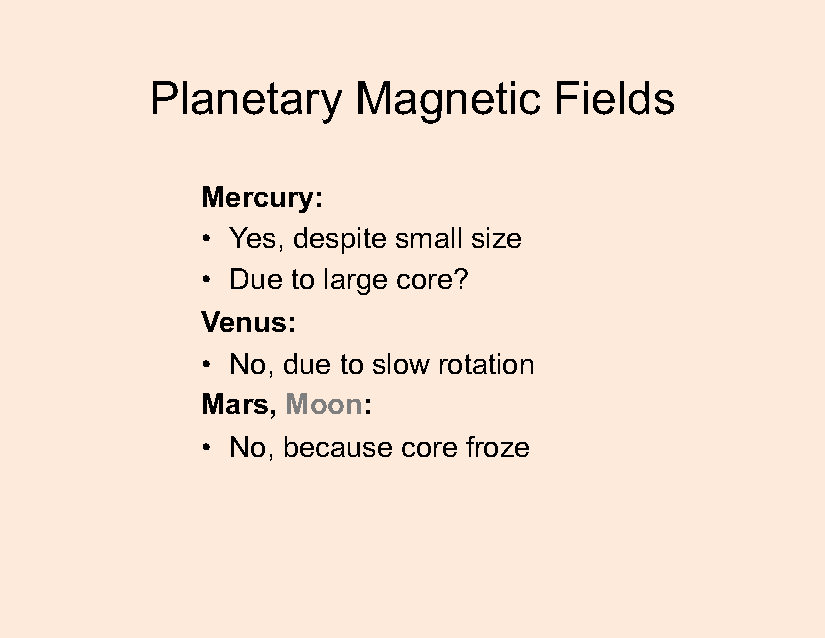 Planetary Magnetic Fields
Mercury:
• Yes, despite small size
• Due to large core?
Venus:
• No, due to slow rotation
Mars, Moon:
• No, because core froze